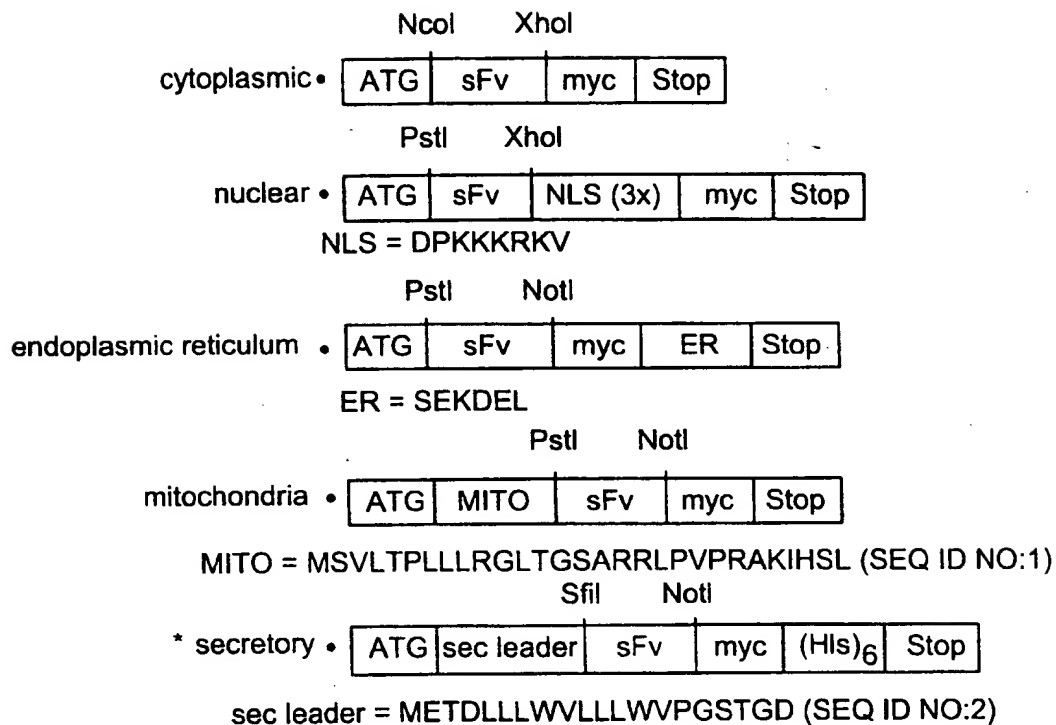 NcoI XhoI
cytoplasmic • ATG sFv myc Stop
PstI XhoI
nuclear • ATG sFv NLS (3x) myc Stop
NLS = DPKKKRKV
PstI NotI
endoplasmic reticulum • ATG sFv myc ER Stop
ER = SEKDEL
PstI NotI
mitochondria • ATG MITO sFv myc Stop
MITO = MSVLTPLLLRGLTGSARRLPVPRAKIHSL (SEQ ID NO:1)
SfiI NotI
* secretory • ATG sec leader sFv myc (HIs)6 Stop
sec leader = METDLLLWVLLLWVPGSTGD (SEQ ID NO:2)